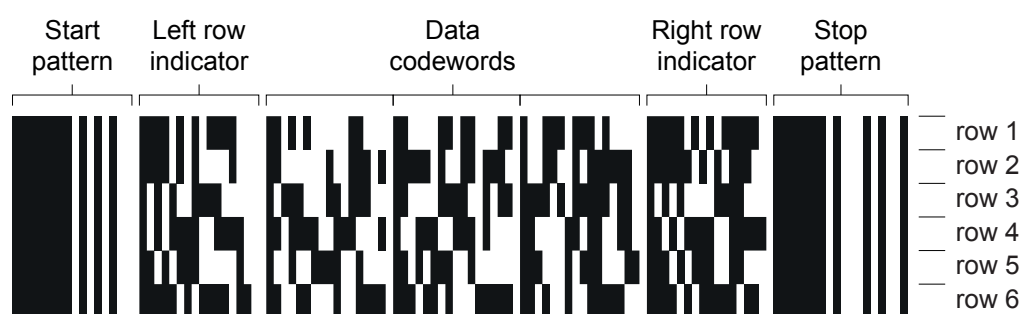 Start pattern
Left row indicator
Data codewords
Right row indicator
Stop pattern
row 1
row 2
row 3
row 4
row 5
row 6